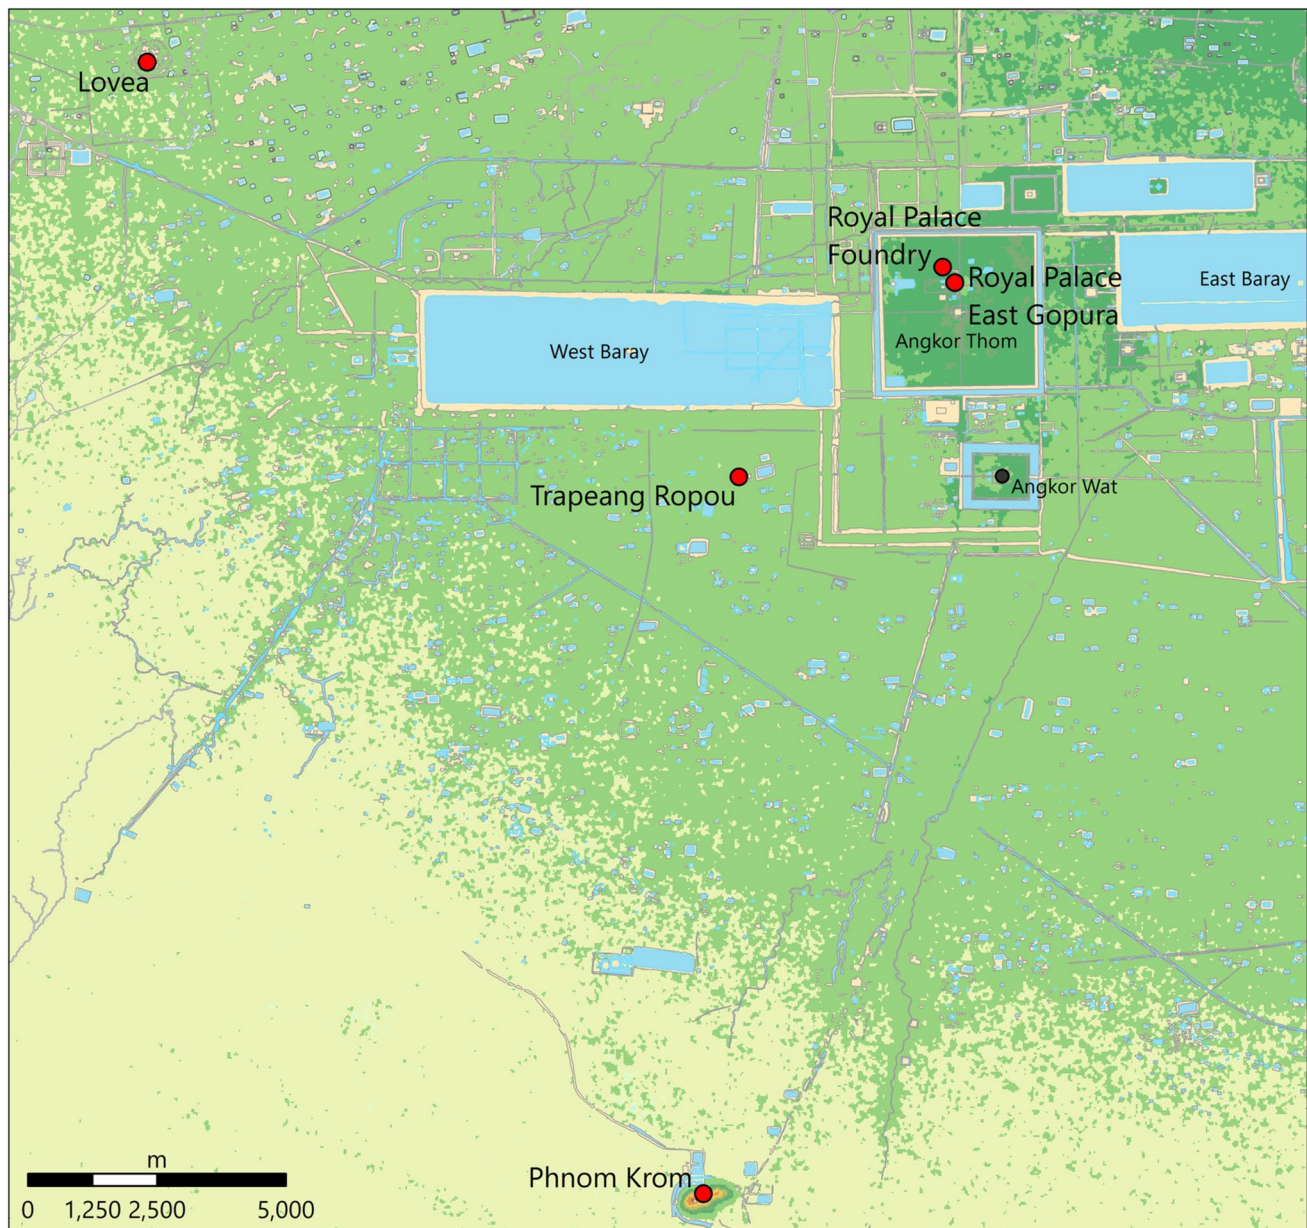 Lovea
Royal Palace
Foundry
Royal Palace
East Gopura
East Baray
Angkor Thom
West Baray
Trapeang Ropou
Angkor Wat
Phnom Krom
m
0 1,250 2,500 5,000